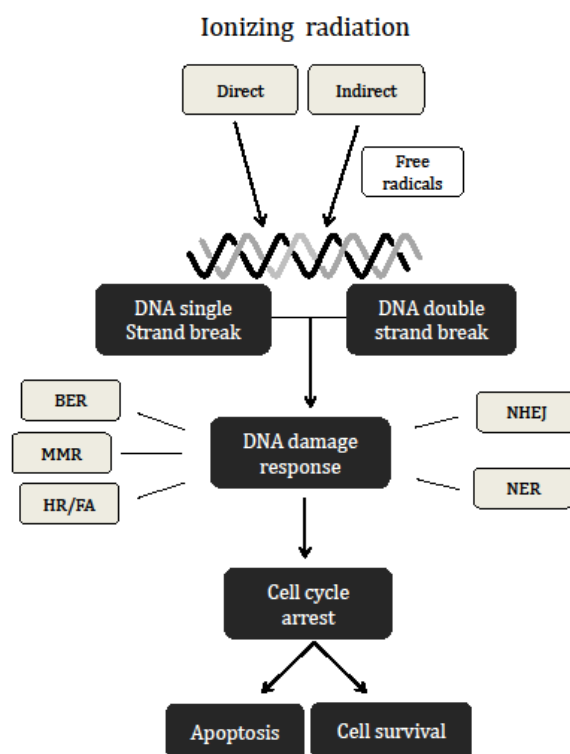 Ionizing radiation
Direct
Indirect
Free
radicals
DNA single
Strand break
DNA double
strand break
BER
MMR
HR/FA
DNA damage
response
NHEJ
NER
Cell cycle
arrest
Apoptosis
Cell survival